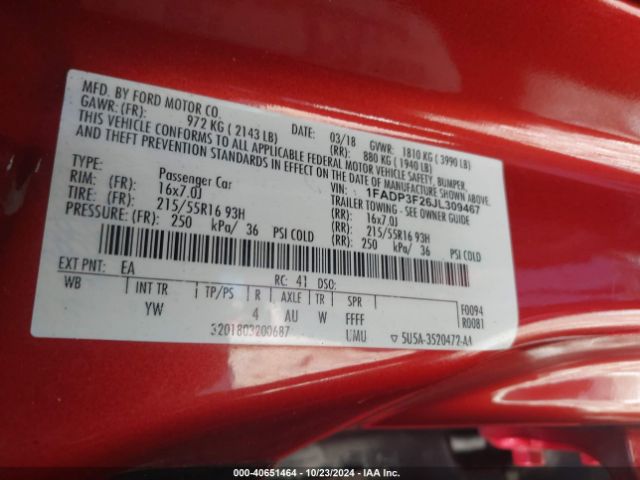 MFD. BY FORD MOTOR CO.
DATE: 03/18 GVWR: 1810 KG ( 3990 LB)
GAWR: (FR): 972 KG ( 2143 LB) (RR): 880 KG ( 1940 LB)
THIS VEHICLE CONFORMS TO ALL APPLICABLE FEDERAL MOTOR VEHICLE SAFETY, BUMPER,
AND THEFT PREVENTION STANDARDS IN EFFECT ON THE DATE OF MANUFACTURE SHOWN ABOVE.
VIN: 1FADP3F26JL309467
TYPE: Passenger Car TRAILER TOWING - SEE OWNER GUIDE
RIM: (FR) 16x7.0J (RR): 16x7.0J
TIRE: (FR) 215/55R16 93H (RR): 215/55R16 93H
PRESSURE: (FR) 250 kPa/ 36 PSI COLD (RR): 250 kPa/ 36 PSI COLD
EXT PNT: EA RC: 41 DSO:
WB INT TR TP/PS R AXLE TR SPR F0094
YW 4 AU W FFFF R0081
3201803200687 UMU ▽ 5U5A-3520472-AA
000-40651464 | 10/23/2024 | IAA Inc.